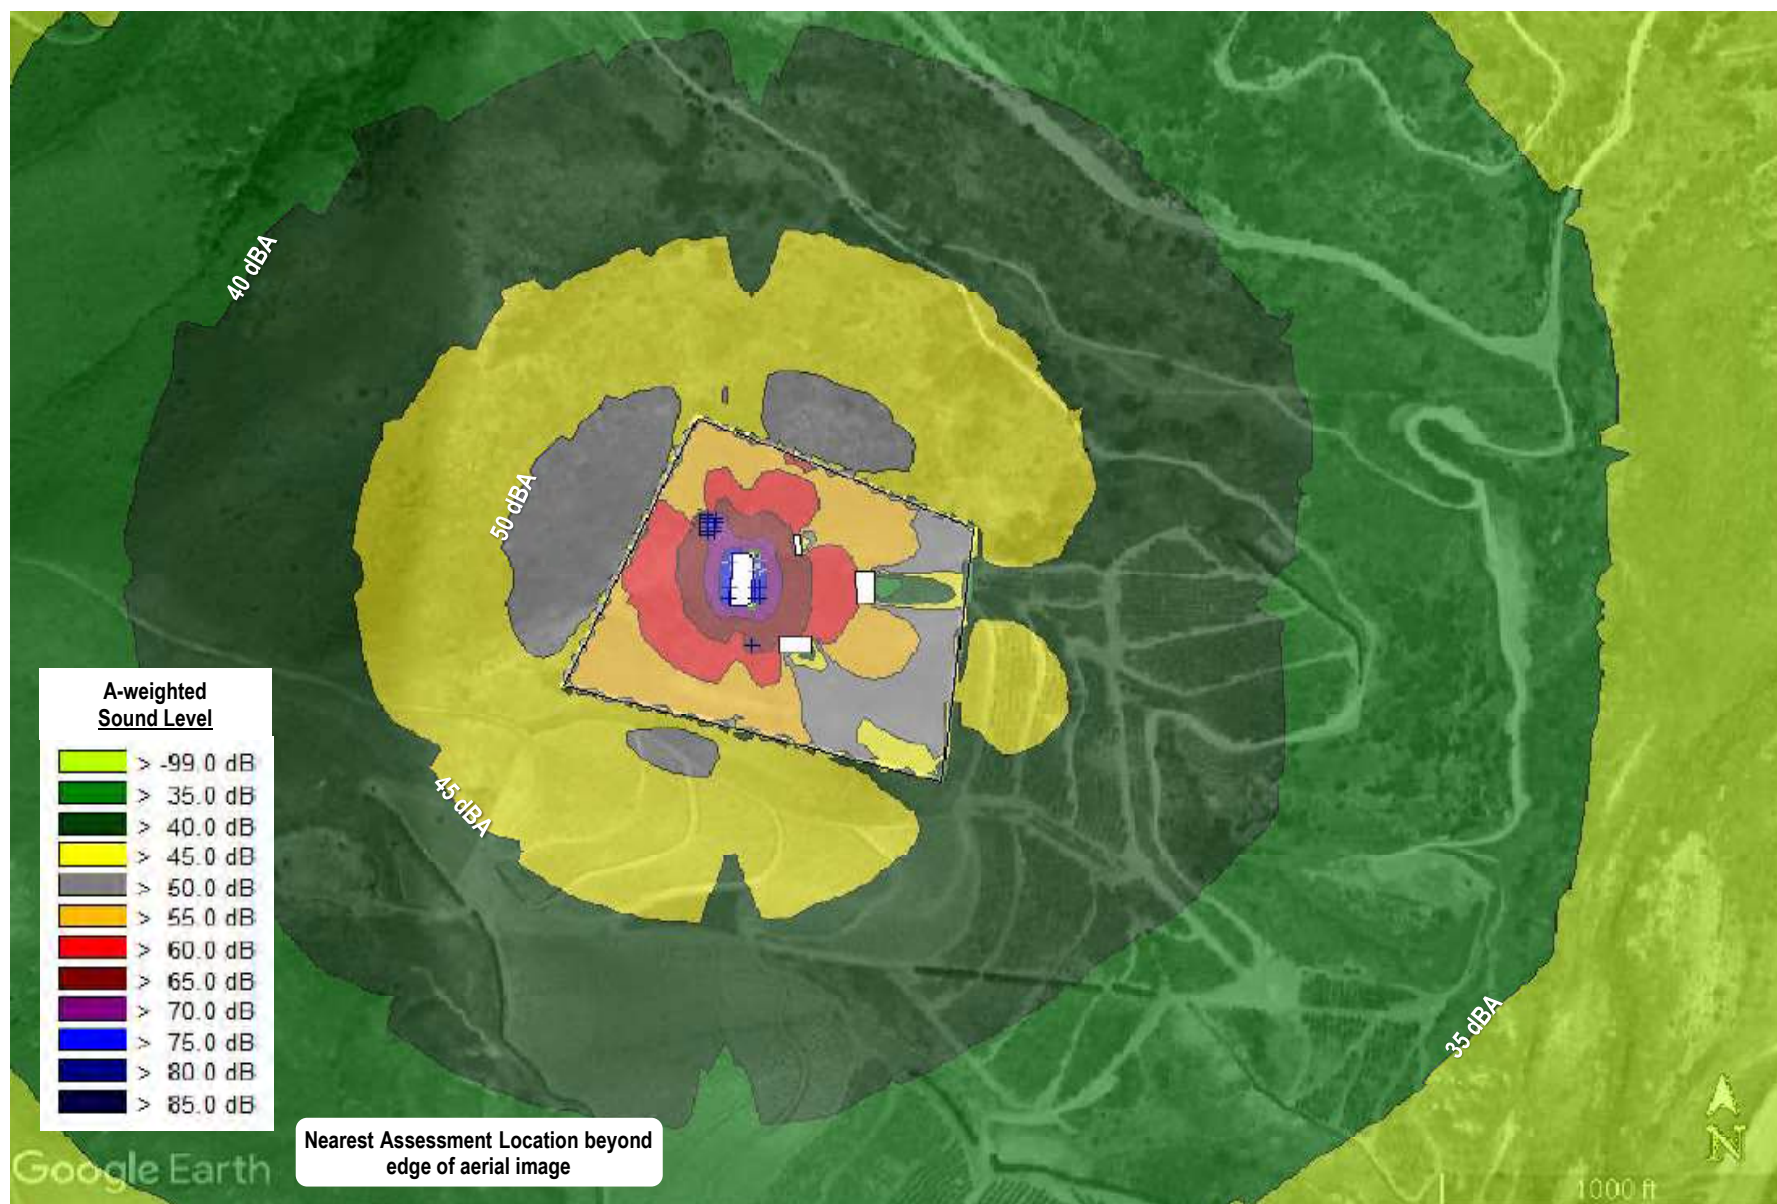 40 dBA
50 dBA
45 dBA
35 dBA
A-weighted
Sound Level
> -99.0 dB
> 35.0 dB
> 40.0 dB
> 45.0 dB
> 50.0 dB
> 55.0 dB
> 60.0 dB
> 65.0 dB
> 70.0 dB
> 75.0 dB
> 80.0 dB
> 85.0 dB
Nearest Assessment Location beyond
edge of aerial image
Google Earth
N
1000 ft